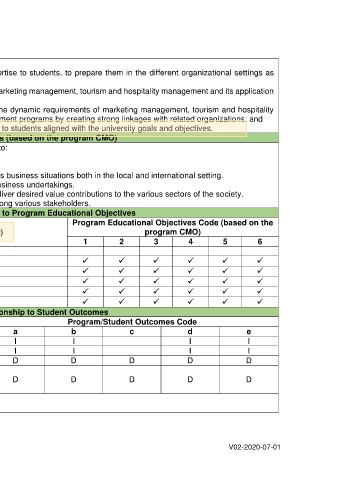 ertise to students, to prepare them in the different organizational settings as
arketing management, tourism and hospitality management and its application
he dynamic requirements of marketing management, tourism and hospitality
ment programs by creating strong linkages with related organizations; and
to students aligned with the university goals and objectives.
s (based on the program CMO)
to:
s business situations both in the local and international setting.
usiness undertakings.
liver desired value contributions to the various sectors of the society.
ong various stakeholders.
to Program Educational Objectives
Program Educational Objectives Code (based on the
program CMO)
)
1 2 3 4 5 6
✓ ✓ ✓ ✓ ✓ ✓
✓ ✓ ✓ ✓ ✓ ✓
✓ ✓ ✓ ✓ ✓ ✓
✓ ✓ ✓ ✓ ✓ ✓
✓ ✓ ✓ ✓ ✓ ✓
onship to Student Outcomes
Program/Student Outcomes Code
a b c d e
I I I I
I I I I
D D D D D
D D D D D
V02-2020-07-01